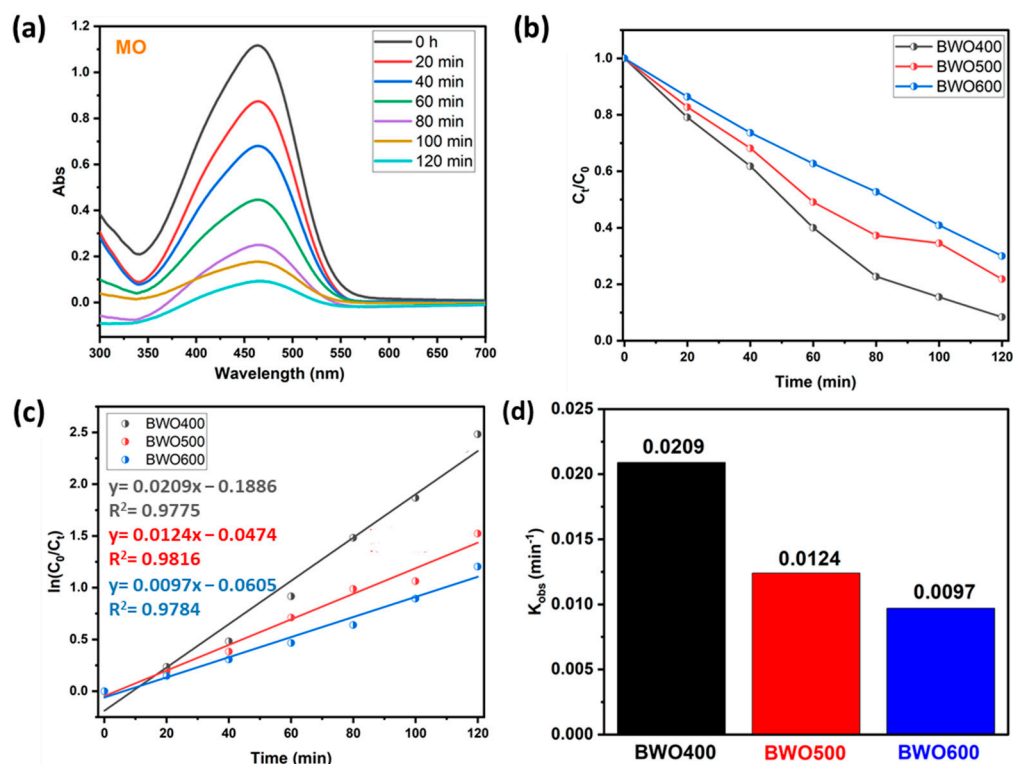 (a)
MO
0 h
20 min
40 min
60 min
80 min
100 min
120 min
1.2
1.0
0.8
0.6
0.4
0.2
0.0
Abs
300 350 400 450 500 550 600 650 700
Wavelength (nm)
(b)
BWO400
BWO500
BWO600
1.0
0.8
0.6
0.4
0.2
0.0
Cₜ/C₀
0 20 40 60 80 100 120
Time (min)
(c)
BWO400
BWO500
BWO600
y= 0.0209x – 0.1886
R²= 0.9775
y= 0.0124x – 0.0474
R²= 0.9816
y= 0.0097x – 0.0605
R²= 0.9784
2.5
2.0
1.5
1.0
0.5
0.0
ln(C₀/Cₜ)
0 20 40 60 80 100 120
Time (min)
(d)
0.025
0.020
0.015
0.010
0.005
0.000
Kobs (min⁻¹)
0.0209
0.0124
0.0097
BWO400 BWO500 BWO600